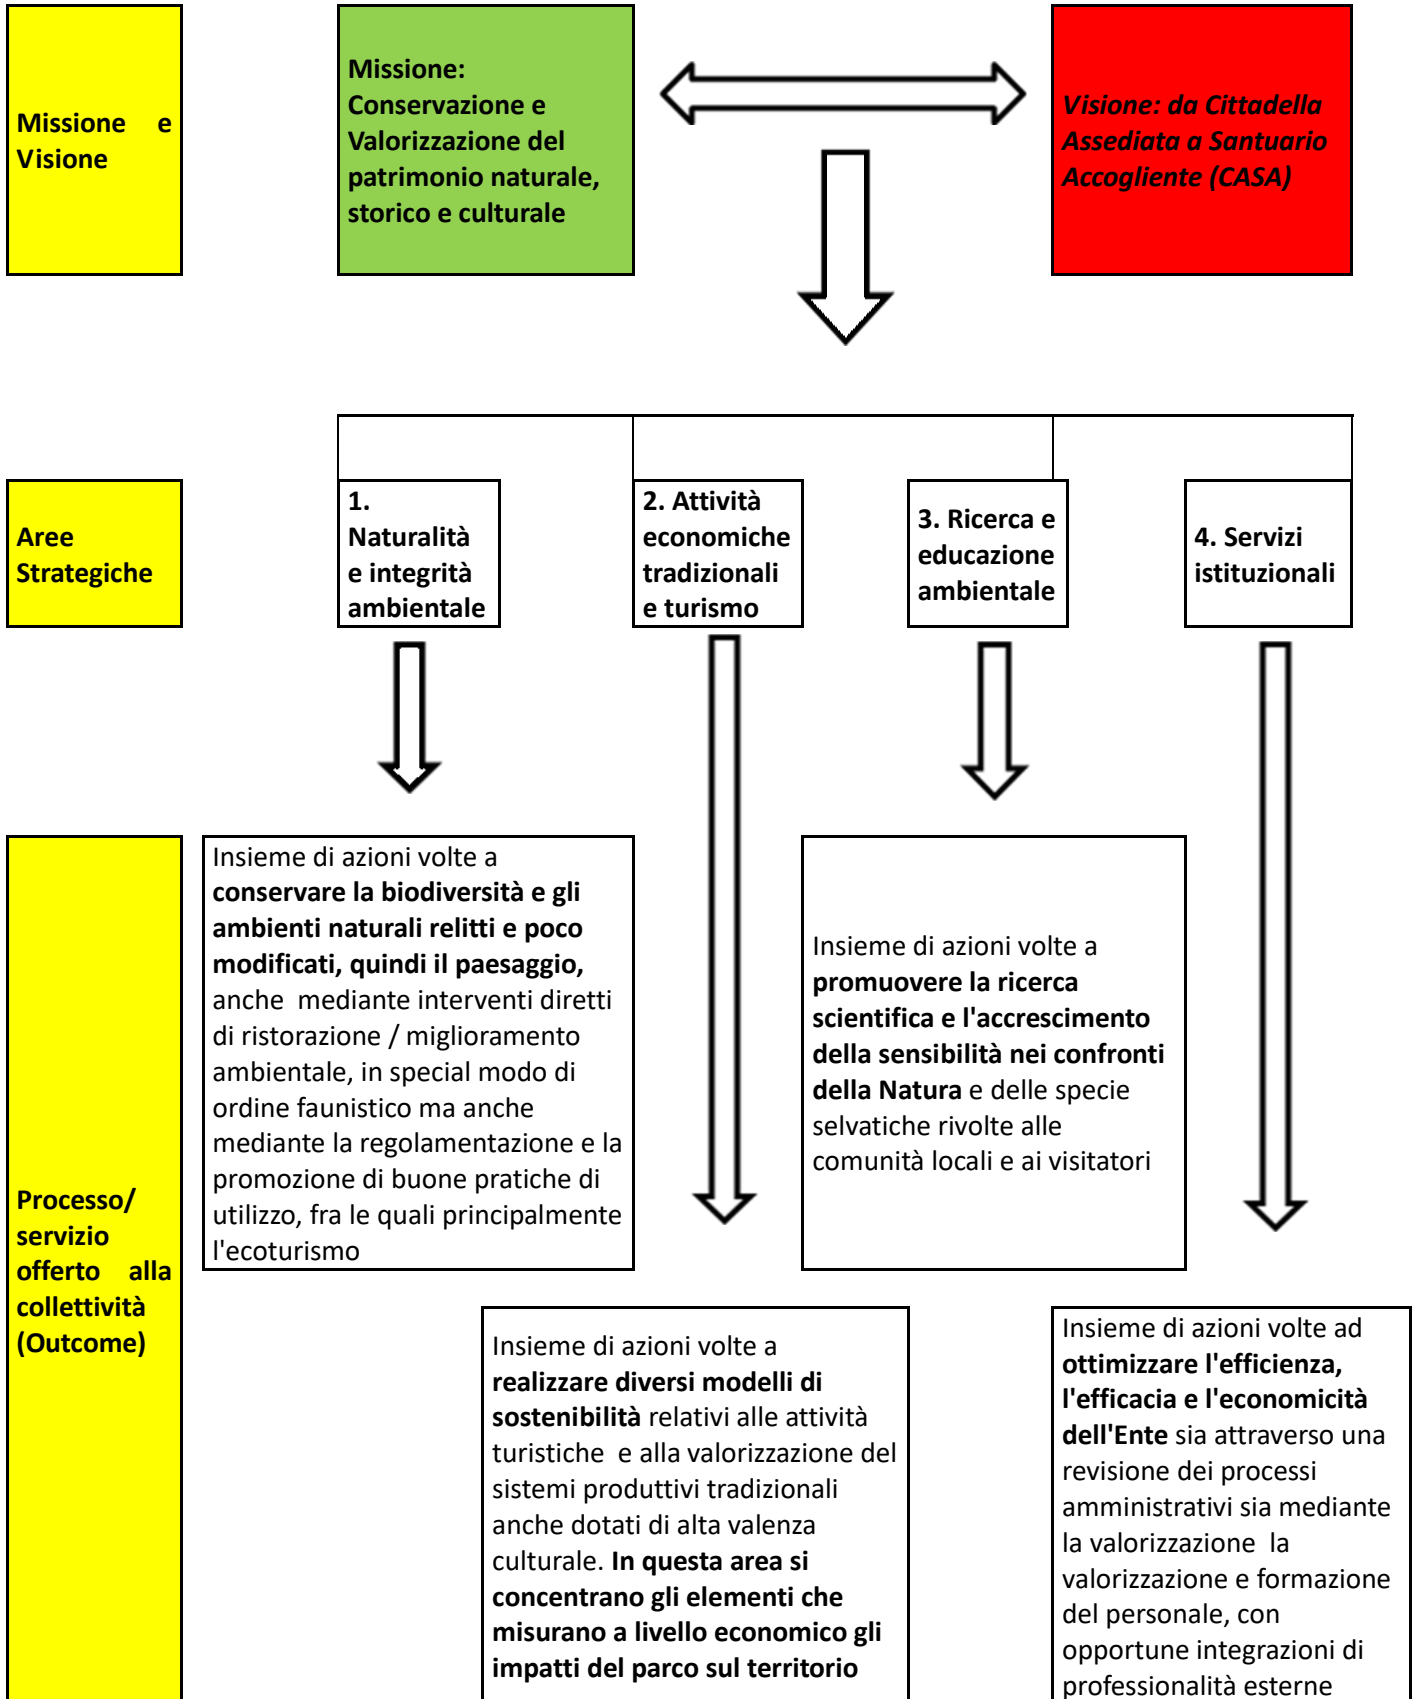 Missione e
Visione
Missione:
Conservazione e
Valorizzazione del
patrimonio naturale,
storico e culturale
Visione: da Cittadella
Assediata a Santuario
Accogliente (CASA)
Aree
Strategiche
1.
Naturalità
e integrità
ambientale
2. Attività
economiche
tradizionali
e turismo
3. Ricerca e
educazione
ambientale
4. Servizi
istituzionali
Processo/
servizio
offerto alla
collettività
(Outcome)
Insieme di azioni volte a
conservare la biodiversità e gli
ambienti naturali relitti e poco
modificati, quindi il paesaggio,
anche mediante interventi diretti
di ristorazione / miglioramento
ambientale, in special modo di
ordine faunistico ma anche
mediante la regolamentazione e la
promozione di buone pratiche di
utilizzo, fra le quali principalmente
l'ecoturismo
Insieme di azioni volte a
promuovere la ricerca
scientifica e l'accrescimento
della sensibilità nei confronti
della Natura e delle specie
selvatiche rivolte alle
comunità locali e ai visitatori
Insieme di azioni volte a
realizzare diversi modelli di
sostenibilità relativi alle attività
turistiche e alla valorizzazione del
sistemi produttivi tradizionali
anche dotati di alta valenza
culturale. In questa area si
concentrano gli elementi che
misurano a livello economico gli
impatti del parco sul territorio
Insieme di azioni volte ad
ottimizzare l'efficienza,
l'efficacia e l'economicità
dell'Ente sia attraverso una
revisione dei processi
amministrativi sia mediante
la valorizzazione la
valorizzazione e formazione
del personale, con
opportune integrazioni di
professionalità esterne